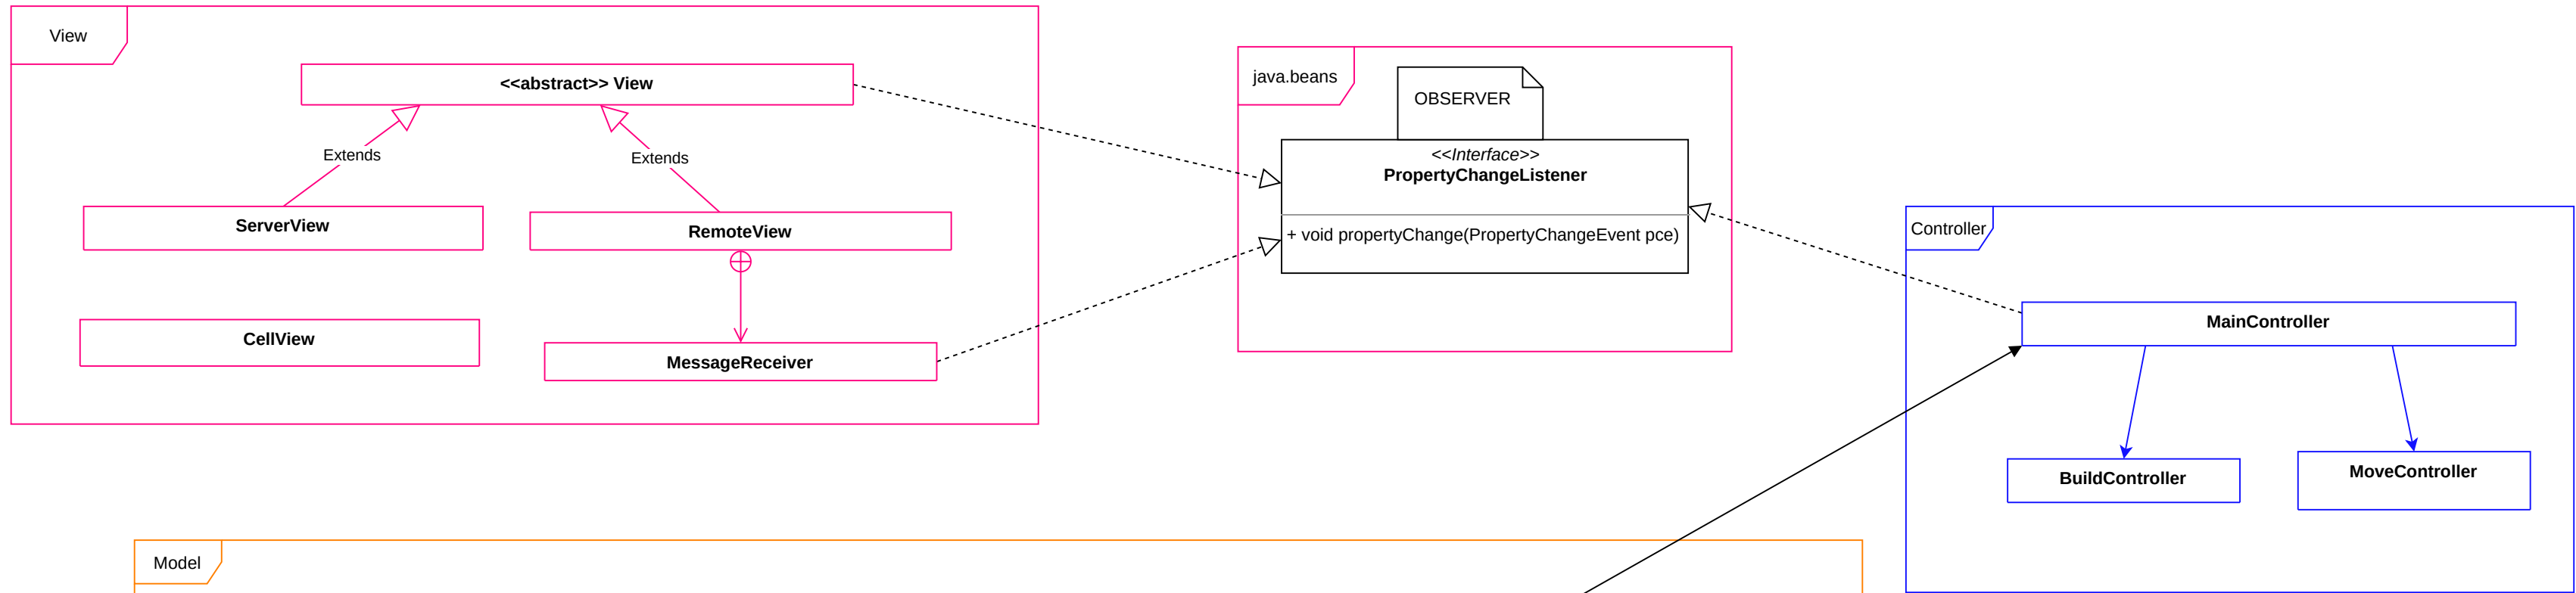 View
<<abstract>> View
Extends
Extends
ServerView
RemoteView
CellView
MessageReceiver
java.beans
OBSERVER
<<Interface>>
PropertyChangeListener
+ void propertyChange(PropertyChangeEvent pce)
Controller
MainController
BuildController
MoveController
Model